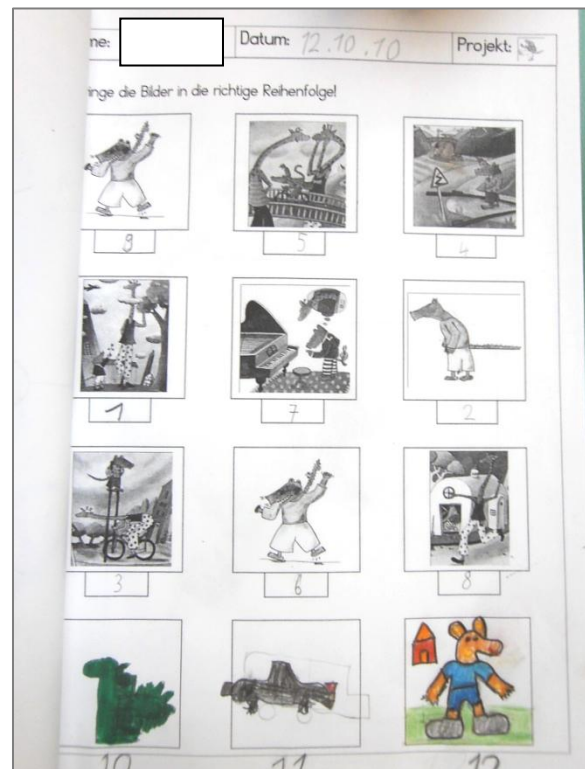 me: Datum: 12.10.10 Projekt:
ringe die Bilder in die richtige Reihenfolge!
9 5 4
1 7 2
3 6 8
10 11 12